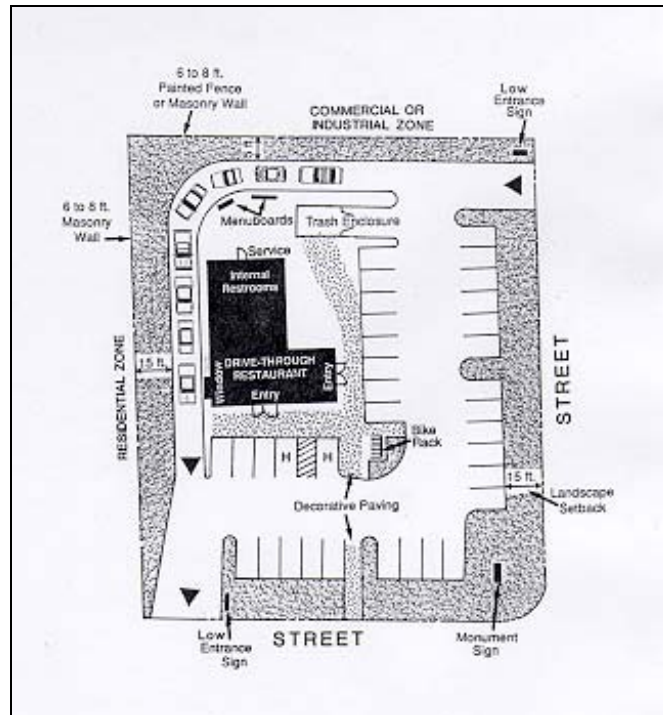 6 to 8 ft.
Painted Fence
or Masonry Wall
COMMERCIAL OR
INDUSTRIAL ZONE
Low
Entrance
Sign
5 ft.
6 to 8 ft.
Masonry
Wall
Menuboards
Trash Enclosure
Service
Internal
Restrooms
RESIDENTIAL ZONE
15 ft.
Window
DRIVE-THROUGH
RESTAURANT
Entry
Entry
STREET
Bike
Rack
H
H
15 ft.
Landscape
Setback
Decorative Paving
Low
Entrance
Sign
STREET
Monument
Sign